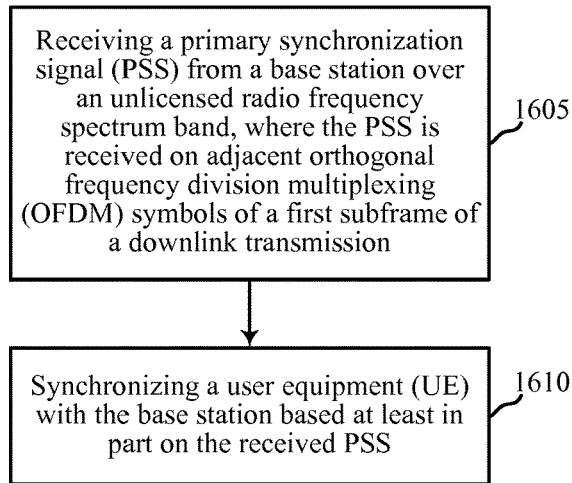 Receiving a primary synchronization
signal (PSS) from a base station over
an unlicensed radio frequency
spectrum band, where the PSS is
received on adjacent orthogonal
frequency division multiplexing
(OFDM) symbols of a first subframe of
a downlink transmission
1605
Synchronizing a user equipment (UE)
with the base station based at least in
part on the received PSS
1610